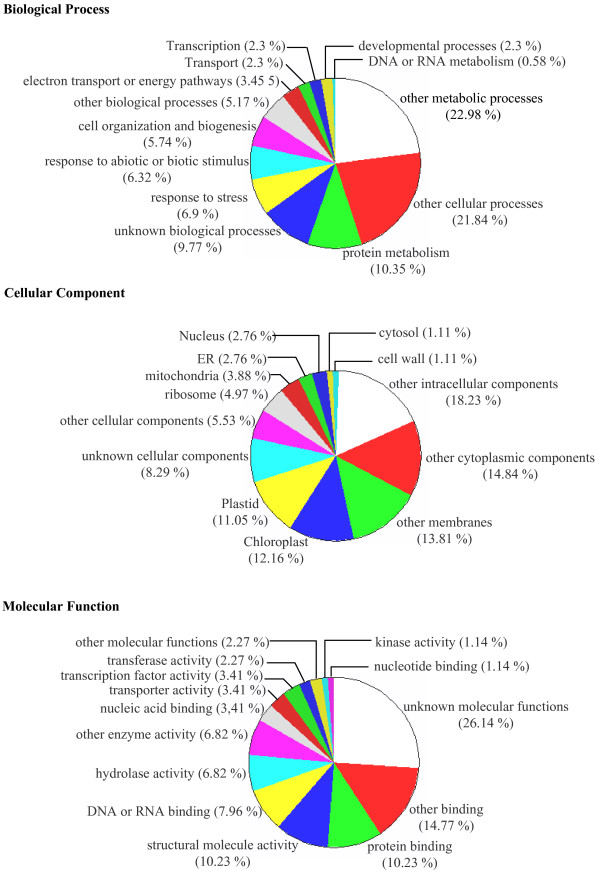 Biological Process
Transcription (2.3 %)
developmental processes (2.3 %)
Transport (2.3 %)
DNA or RNA metabolism (0.58 %)
electron transport or energy pathways (3.45 5)
other metabolic processes
(22.98 %)
other biological processes (5.17 %)
cell organization and biogenesis
(5.74 %)
response to abiotic or biotic stimulus
(6.32 %)
response to stress
(6.9 %)
other cellular processes
(21.84 %)
unknown biological processes
(9.77 %)
protein metabolism
(10.35 %)
Cellular Component
Nucleus (2.76 %)
cytosol (1.11 %)
ER (2.76 %)
cell wall (1.11 %)
mitochondria (3.88 %)
other intracellular components
(18.23 %)
ribosome (4.97 %)
other cellular components (5.53 %)
unknown cellular components
(8.29 %)
other cytoplasmic components
(14.84 %)
Plastid
(11.05 %)
other membranes
(13.81 %)
Chloroplast
(12.16 %)
Molecular Function
other molecular functions (2.27 %)
kinase activity (1.14 %)
transferase activity (2.27 %)
nucleotide binding (1.14 %)
transcription factor activity (3.41 %)
transporter activity (3.41 %)
nucleic acid binding (3,41 %)
unknown molecular functions
(26.14 %)
other enzyme activity (6.82 %)
hydrolase activity (6.82 %)
DNA or RNA binding (7.96 %)
other binding
(14.77 %)
structural molecule activity
(10.23 %)
protein binding
(10.23 %)